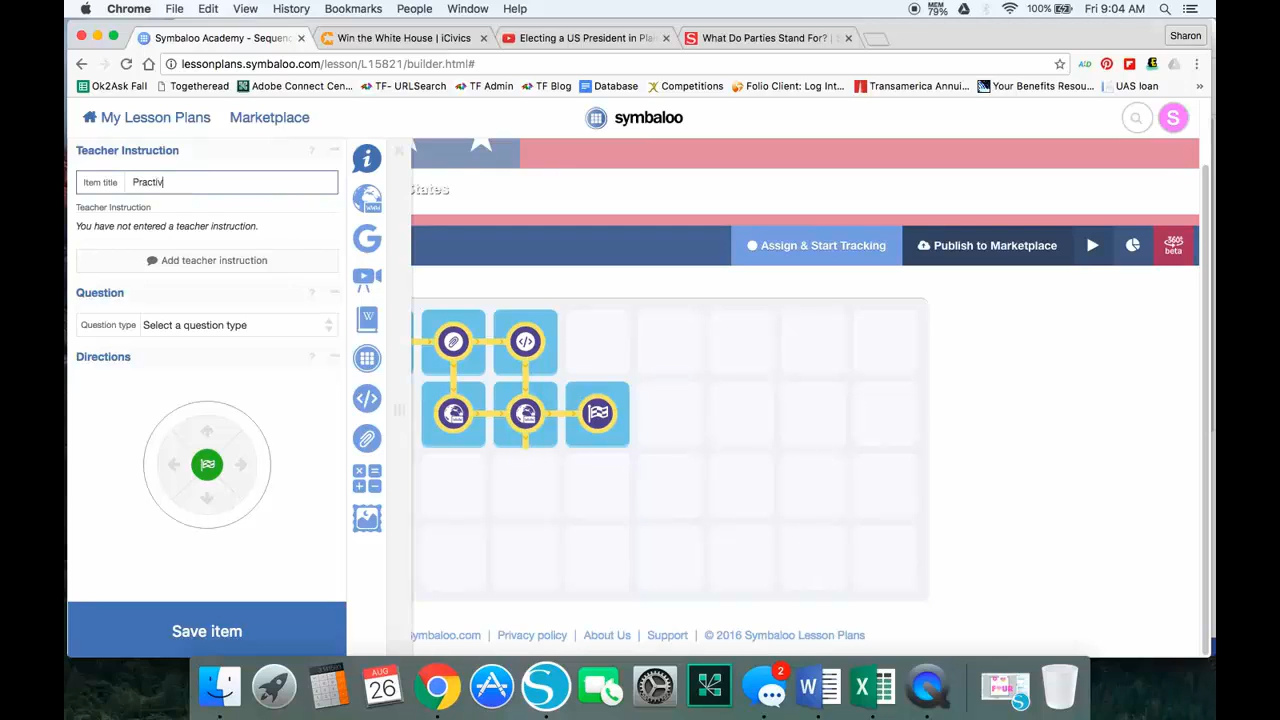 Chrome File Edit View History Bookmarks People Window Help MEM 79% 100% Fri 9:04 AM
Symbaloo Academy - Sequenc × Win the White House | iCivics × Electing a US President in Plai × What Do Parties Stand For? | × Sharon
lessonplans.symbaloo.com/lesson/L15821/builder.html#
Ok2Ask Fall Togetheread Adobe Connect Cen... TF- URLSearch TF Admin TF Blog Database Competitions Folio Client: Log Int... Transamerica Annui... Your Benefits Resou... UAS loan »
My Lesson Plans Marketplace symbaloo S
Teacher Instruction ?
States
Item title Practiv
Teacher Instruction
You have not entered a teacher instruction.
Assign & Start Tracking Publish to Marketplace 365 beta
Add teacher instruction
Question ?
Question type Select a question type
Directions ?
Save item
symbaloo.com | Privacy policy | About Us | Support | © 2016 Symbaloo Lesson Plans
AUG 26 2